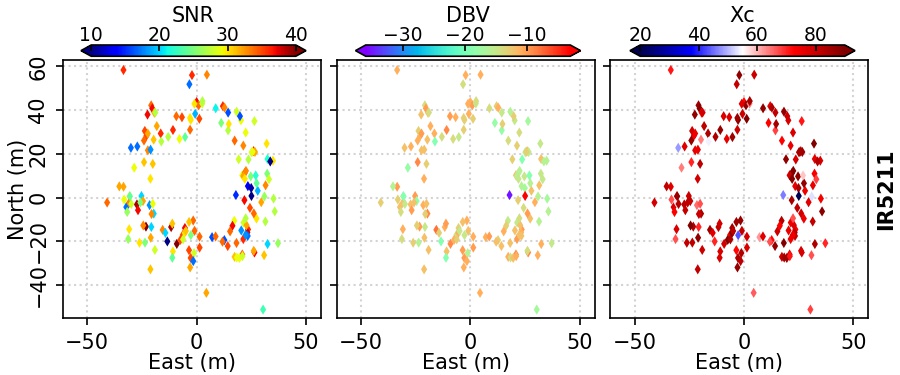 SNR DBV Xc
10 20 30 40 −30 −20 −10 20 40 60 80
60
40
20
0
−20
−40
North (m)
IR5211
−50 0 50 −50 0 50 −50 0 50
East (m) East (m) East (m)